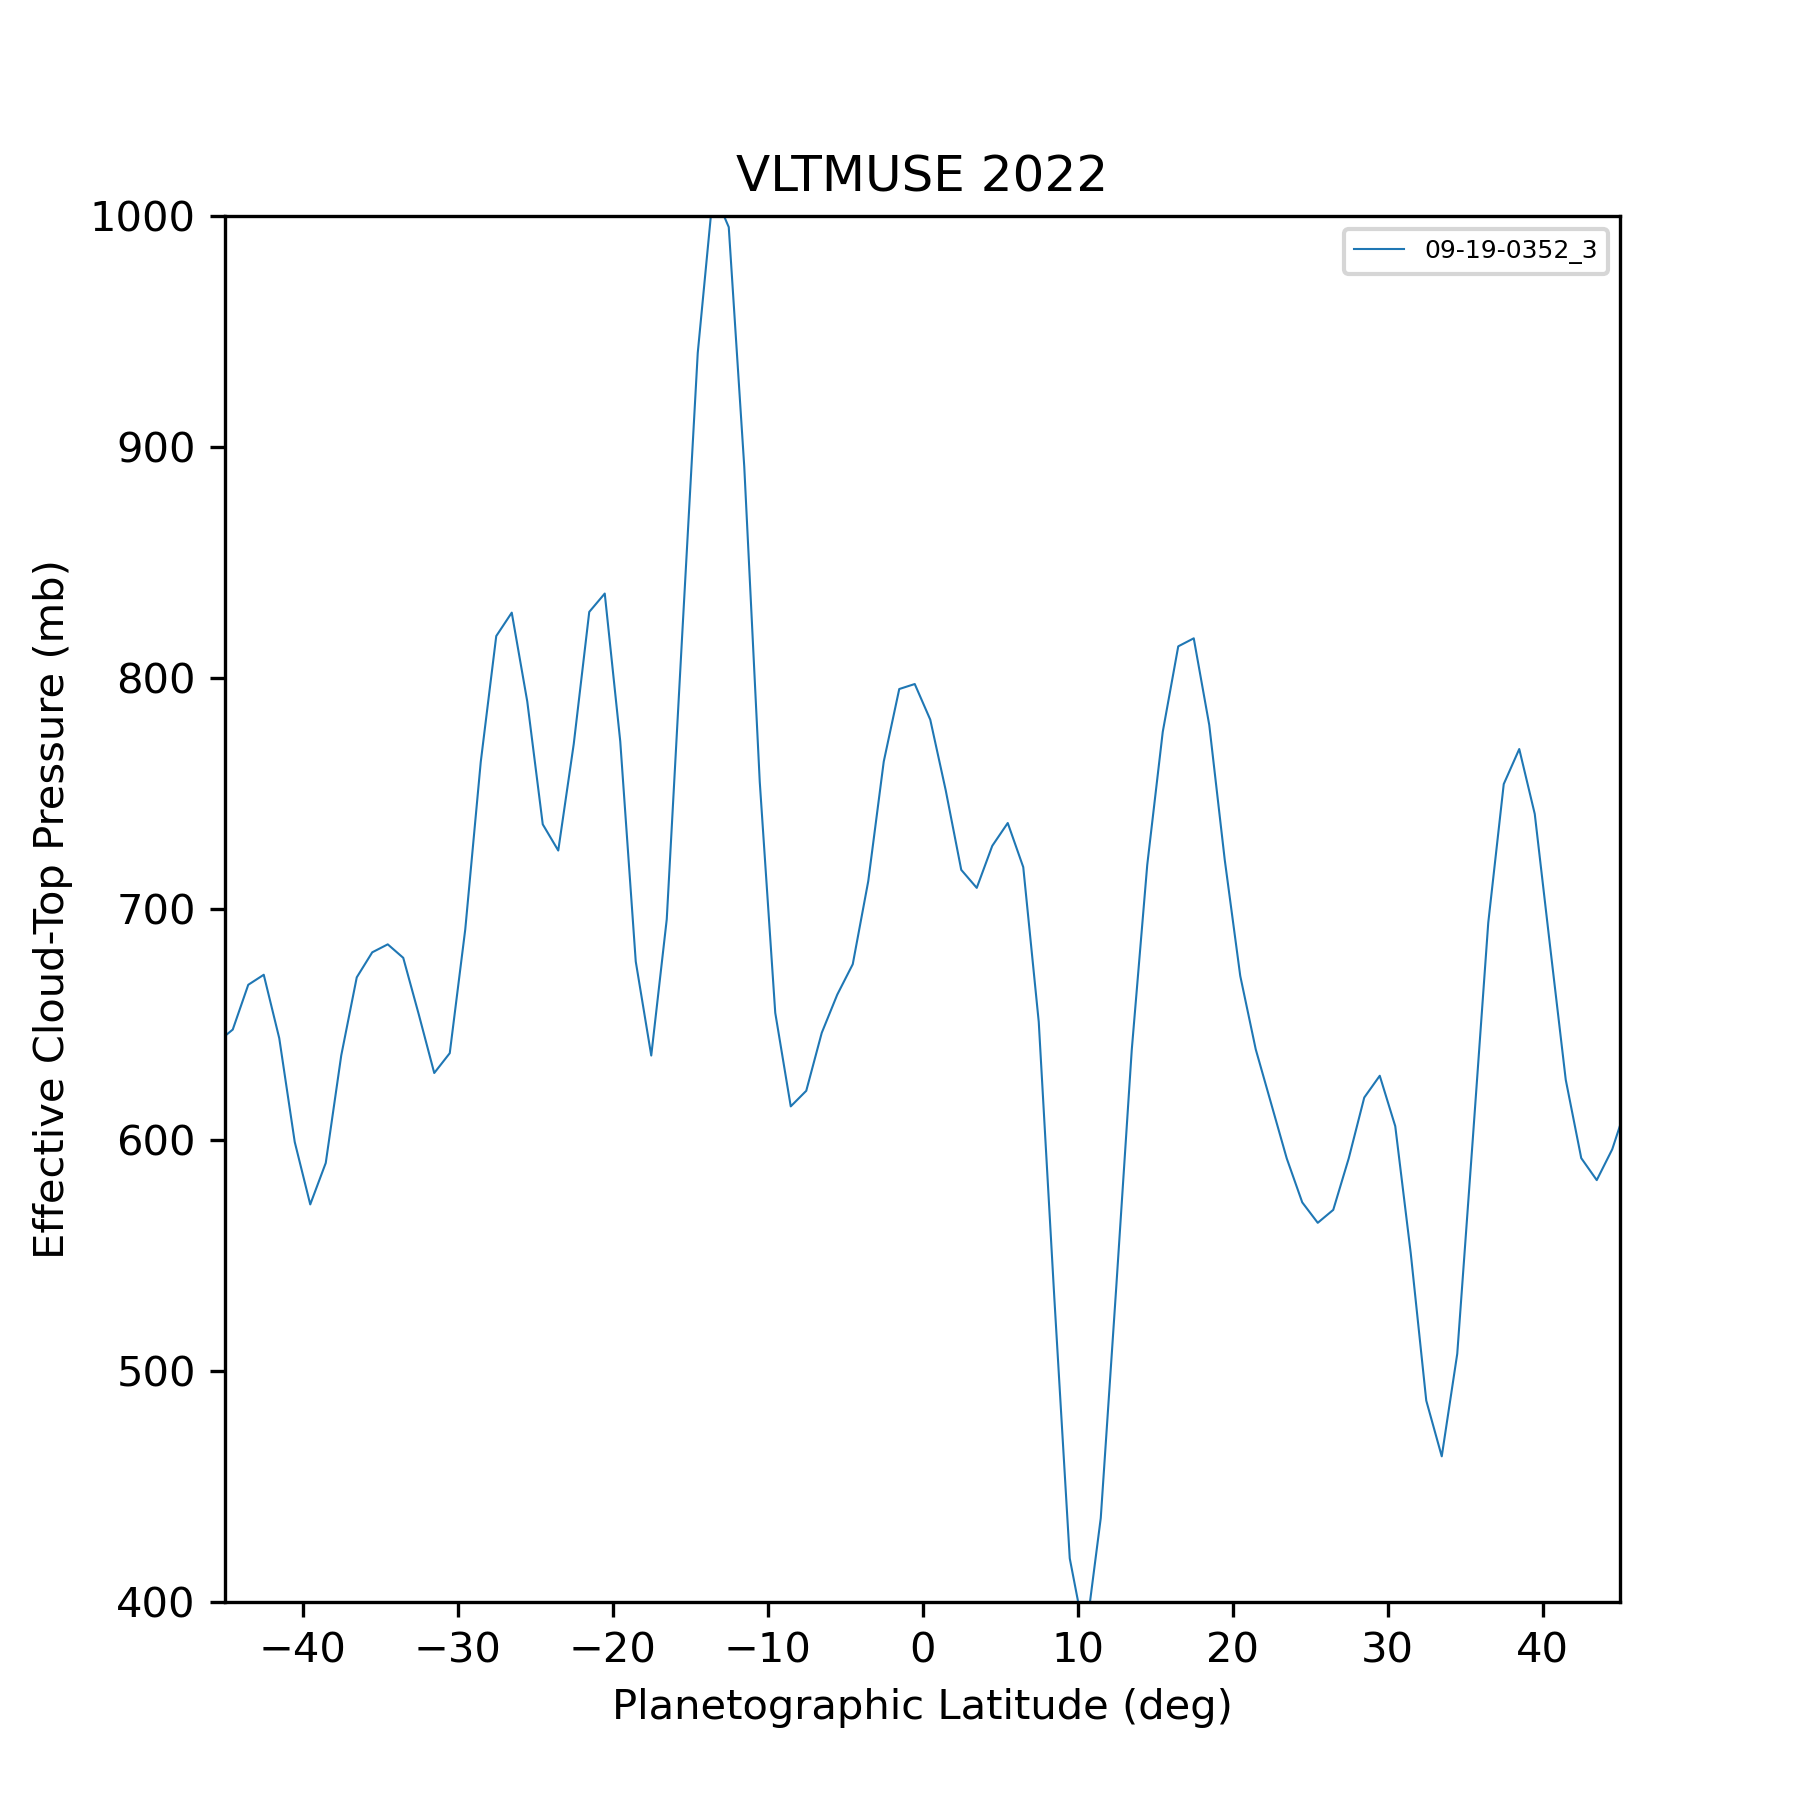 VLTMUSE 2022
09-19-0352_3
Effective Cloud-Top Pressure (mb)
1000
900
800
700
600
500
400
−40 −30 −20 −10 0 10 20 30 40
Planetographic Latitude (deg)